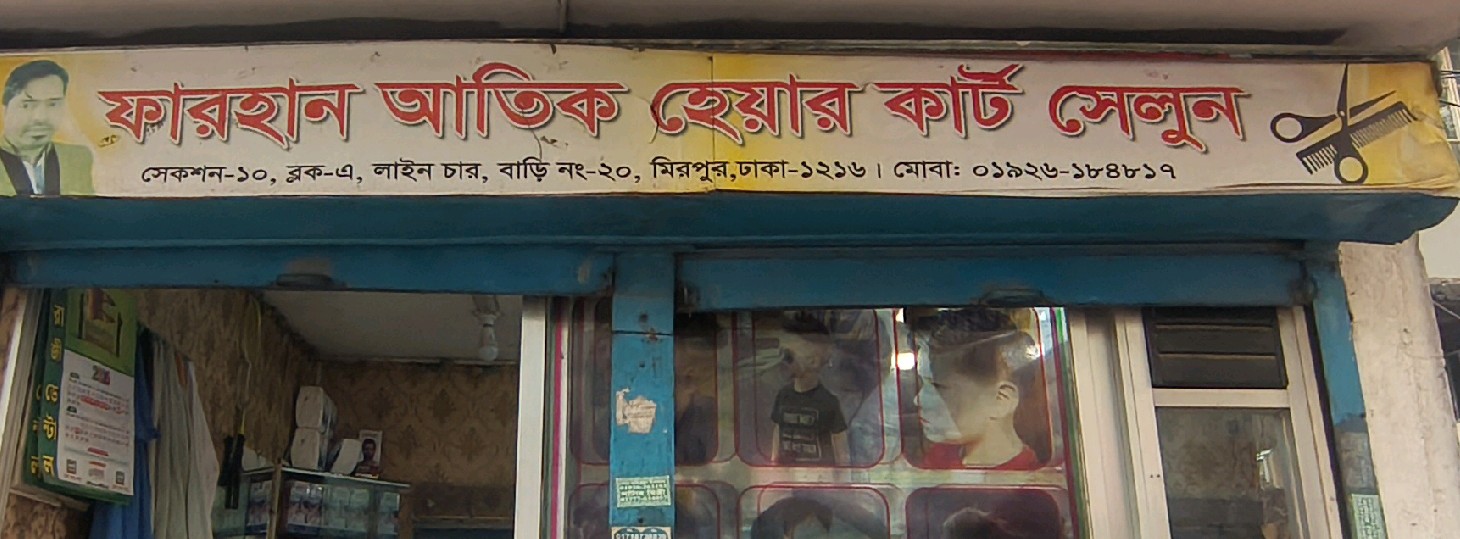 ফারহান আতিক হেয়ার কার্ট সেলুন
সেকশন-১০, ব্লক-এ, লাইন চার, বাড়ি নং-২০, মিরপুর,ঢাকা-১২১৬। মোবা: ০১৯২৬-১৮৪৮১৭